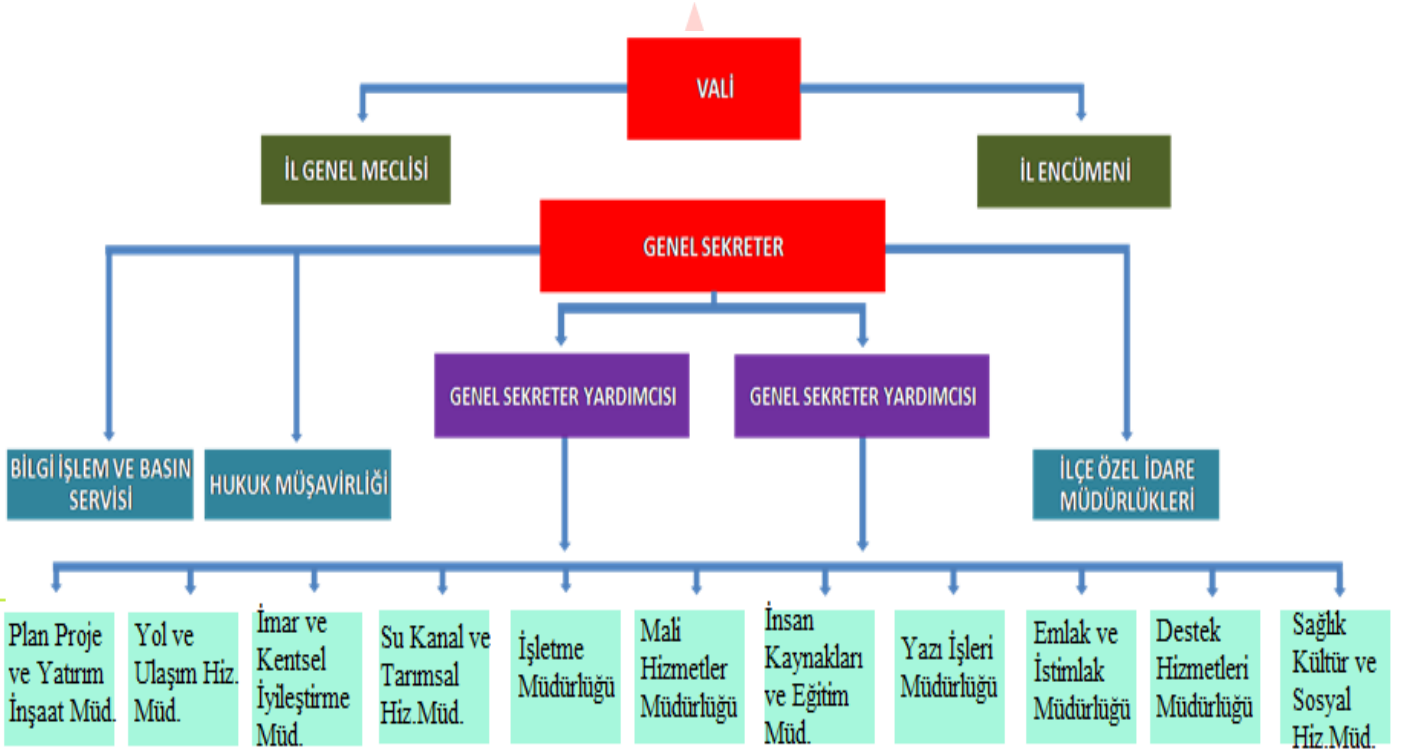 VALİ
İL GENEL MECLİSİ
İL ENCÜMENİ
GENEL SEKRETER
GENEL SEKRETER YARDIMCISI
GENEL SEKRETER YARDIMCISI
BİLGİ İŞLEM VE BASIN
SERVİSİ
HUKUK MÜŞAVİRLİĞİ
İLÇE ÖZEL İDARE
MÜDÜRLÜKLERİ
Plan Proje
ve Yatırım
İnşaat Müd.
Yol ve
Ulaşım Hiz.
Müd.
İmar ve
Kentsel
İyileştirme
Müd.
Su Kanal ve
Tarımsal
Hiz.Müd.
İşletme
Müdürlüğü
Mali
Hizmetler
Müdürlüğü
İnsan
Kaynakları
ve Eğitim
Müd.
Yazı İşleri
Müdürlüğü
Emlak ve
İstimlak
Müdürlüğü
Destek
Hizmetleri
Müdürlüğü
Sağlık
Kültür ve
Sosyal
Hiz.Müd.